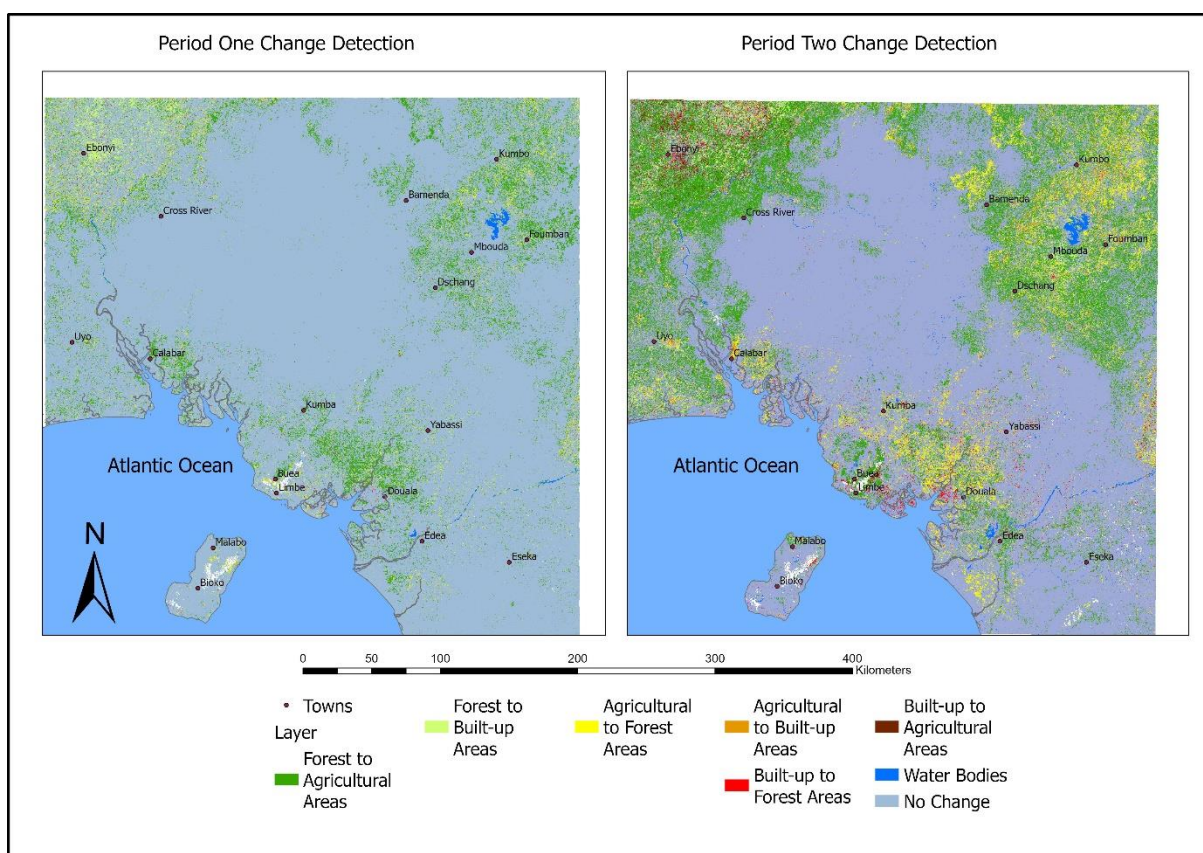 Period One Change Detection
Period Two Change Detection
Ebonyi
Kumbo
Bamenda
Cross River
Foumban
Mbouda
Dschang
Uyo
Calabar
Kumba
Yabassi
Atlantic Ocean
Buea
Limbe
Douala
N
Malabo
Edea
Eseka
Bioko
Ebonyi
Kumbo
Bamenda
Cross River
Foumban
Mbouda
Dschang
Uyo
Calabar
Kumba
Yabassi
Atlantic Ocean
Buea
Limbe
Douala
Edea
Malabo
Eseka
Bioko
0 50 100 200 300 400
Kilometers
Towns
Layer
Forest to
Agricultural
Areas
Forest to
Built-up
Areas
Agricultural
to Forest
Areas
Agricultural
to Built-up
Areas
Built-up to
Forest Areas
Built-up to
Agricultural
Areas
Water Bodies
No Change